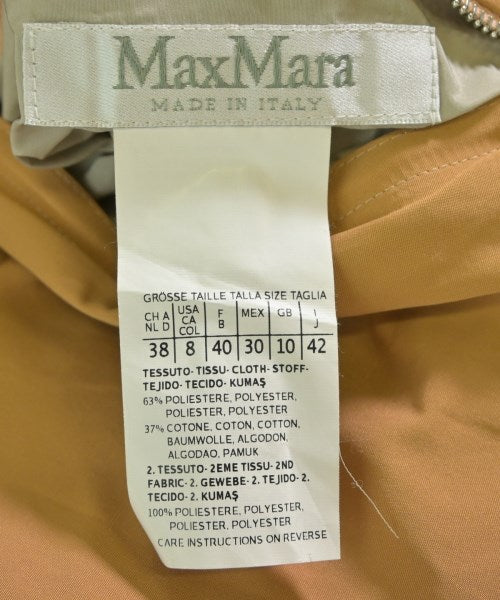 MaxMara
MADE IN ITALY
GRÖSSE TAILLE TALLA SIZE TAGLIA
CH A NL D USA CA COL F B MEX GB I J
38 8 40 30 10 42
TESSUTO- TISSU- CLOTH- STOFF-
TEJIDO- TECIDO- KUMAŞ
63% POLIESTERE, POLYESTER,
POLIESTER, POLYESTER
37% COTONE, COTON, COTTON,
BAUMWOLLE, ALGODON,
ALGODAO, PAMUK
2. TESSUTO- 2EME TISSU- 2ND
FABRIC- 2. GEWEBE- 2. TEJIDO- 2.
TECIDO- 2. KUMAŞ
100% POLIESTERE, POLYESTER,
POLIESTER, POLYESTER
CARE INSTRUCTIONS ON REVERSE